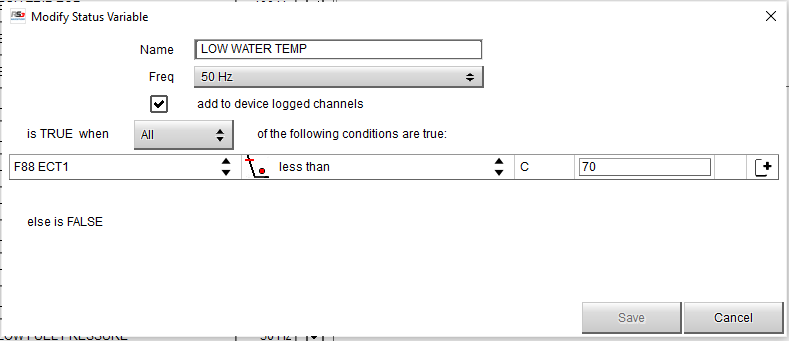 Modify Status Variable
Name LOW WATER TEMP
Freq 50 Hz
add to device logged channels
is TRUE when All of the following conditions are true:
F88 ECT1 less than C 70
else is FALSE
Save Cancel